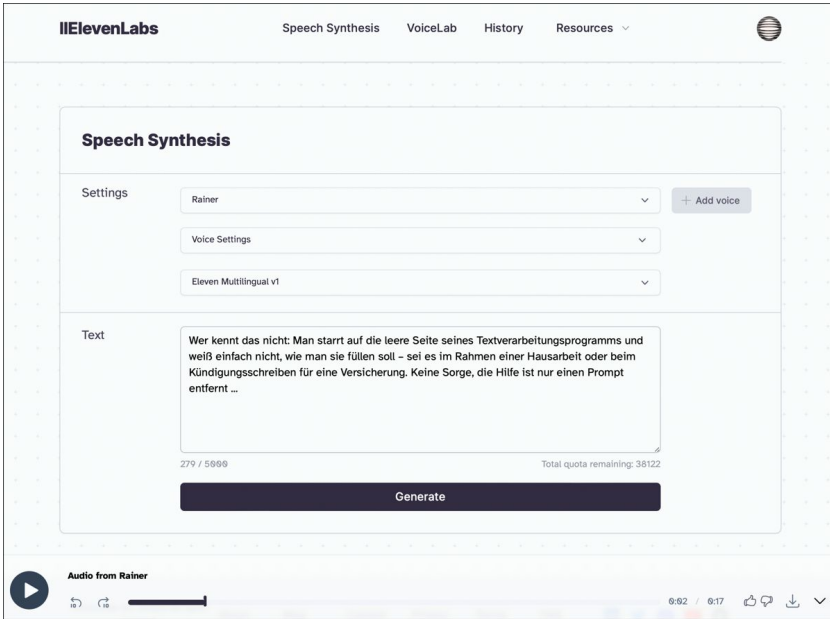 IIElevenLabs
Speech Synthesis VoiceLab History Resources
Speech Synthesis
Settings
Rainer
+ Add voice
Voice Settings
Eleven Multilingual v1
Text
Wer kennt das nicht: Man starrt auf die leere Seite seines Textverarbeitungsprogramms und
weiß einfach nicht, wie man sie füllen soll – sei es im Rahmen einer Hausarbeit oder beim
Kündigungsschreiben für eine Versicherung. Keine Sorge, die Hilfe ist nur einen Prompt
entfernt ...
279 / 5000 Total quota remaining: 38122
Generate
Audio from Rainer
10 10 0:02 / 0:17